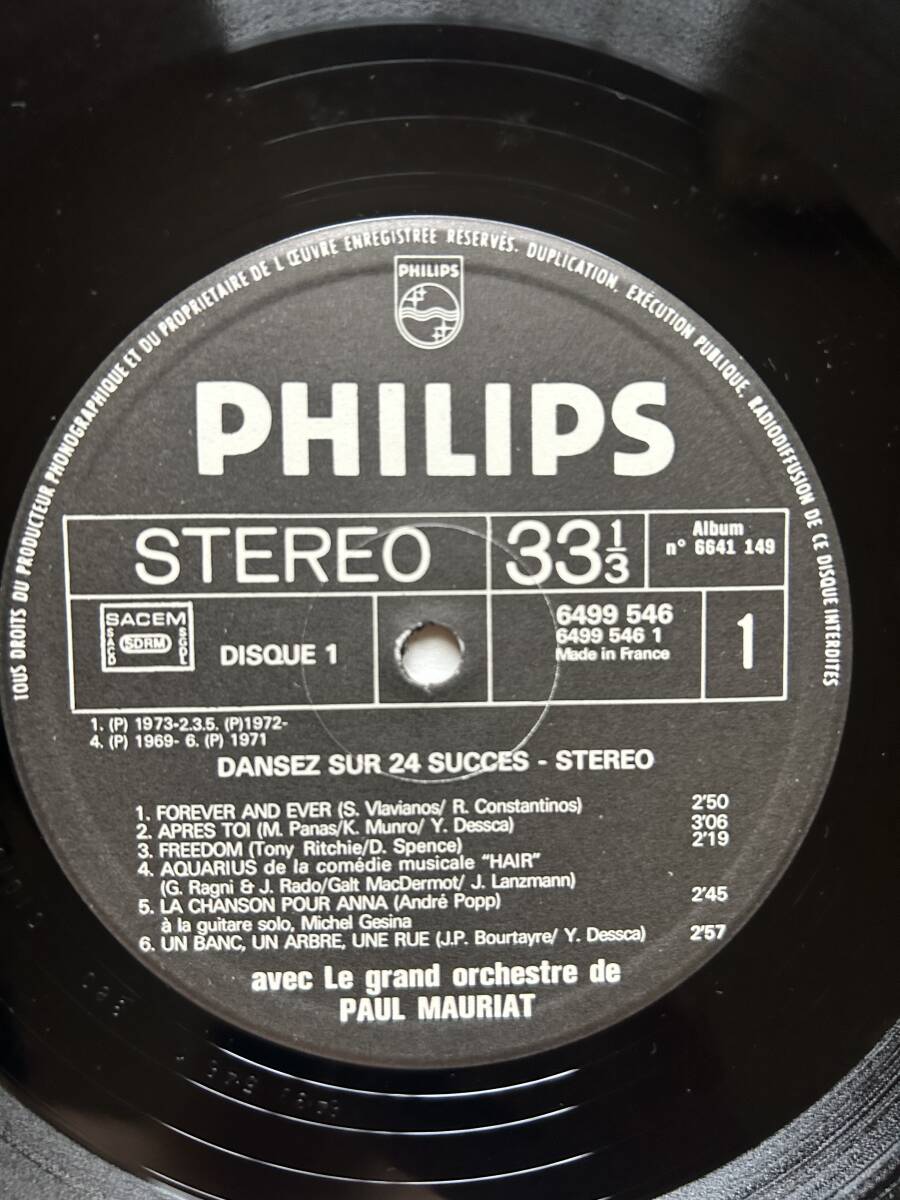 TOUS DROITS DU PRODUCTEUR PHONOGRAPHIQUE ET DU PROPRIETAIRE DE L'ŒUVRE ENREGISTREE RESERVES. DUPLICATION, EXÉCUTION PUBLIQUE, RADIODIFFUSION DE CE DISQUE INTERDITES
PHILIPS
PHILIPS
STEREO
33 1/3
Album
n° 6641 149
SACEM
SACD
SDRM
SGDL
DISQUE 1
6499 546
6499 546 1
Made in France
1
1. (P) 1973-2.3.5. (P)1972-
4. (P) 1969- 6. (P) 1971
DANSEZ SUR 24 SUCCES - STEREO
1. FOREVER AND EVER (S. Vlavianos/ R. Constantinos) 2'50
2. APRES TOI (M. Panas/K. Munro/ Y. Dessca) 3'06
3. FREEDOM (Tony Ritchie/D. Spence) 2'19
4. AQUARIUS de la comédie musicale "HAIR"
(G. Ragni & J. Rado/Galt MacDermot/ J. Lanzmann) 2'45
5. LA CHANSON POUR ANNA (André Popp)
à la guitare solo, Michel Gesina
6. UN BANC, UN ARBRE, UNE RUE (J.P. Bourtayre/ Y. Dessca) 2'57
avec Le grand orchestre de
PAUL MAURIAT